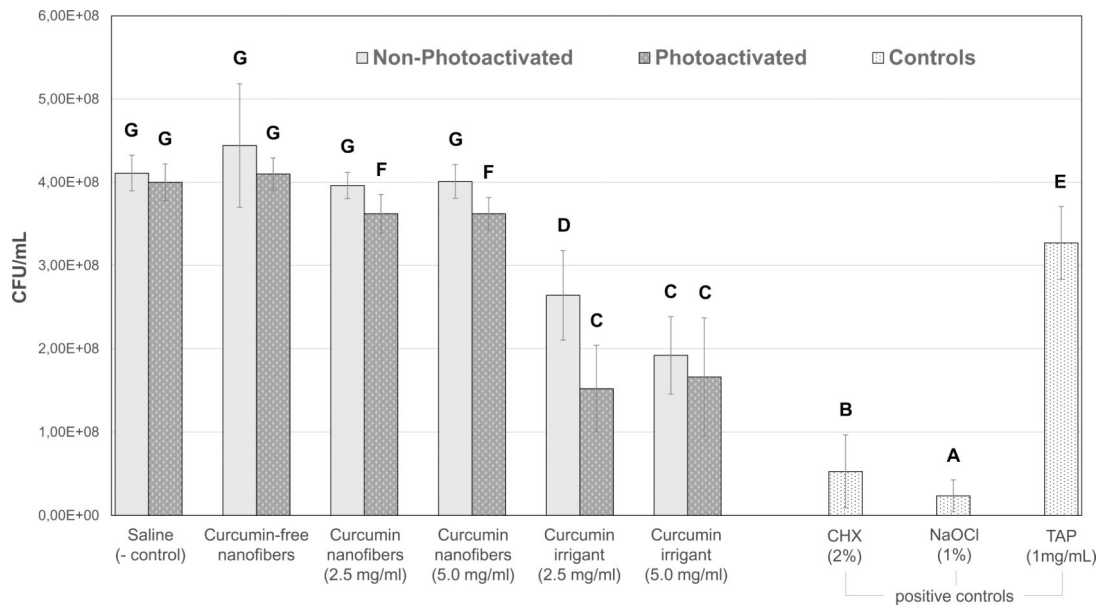 6,00E+08
5,00E+08
4,00E+08
3,00E+08
2,00E+08
1,00E+08
0,00E+00
CFU/mL
Non-Photoactivated
Photoactivated
Controls
G
G
G
G
G
F
G
F
D
C
C
C
B
A
E
Saline
(- control)
Curcumin-free
nanofibers
Curcumin
nanofibers
(2.5 mg/ml)
Curcumin
nanofibers
(5.0 mg/ml)
Curcumin
irrigant
(2.5 mg/ml)
Curcumin
irrigant
(5.0 mg/ml)
CHX
(2%)
NaOCl
(1%)
TAP
(1mg/mL)
positive controls